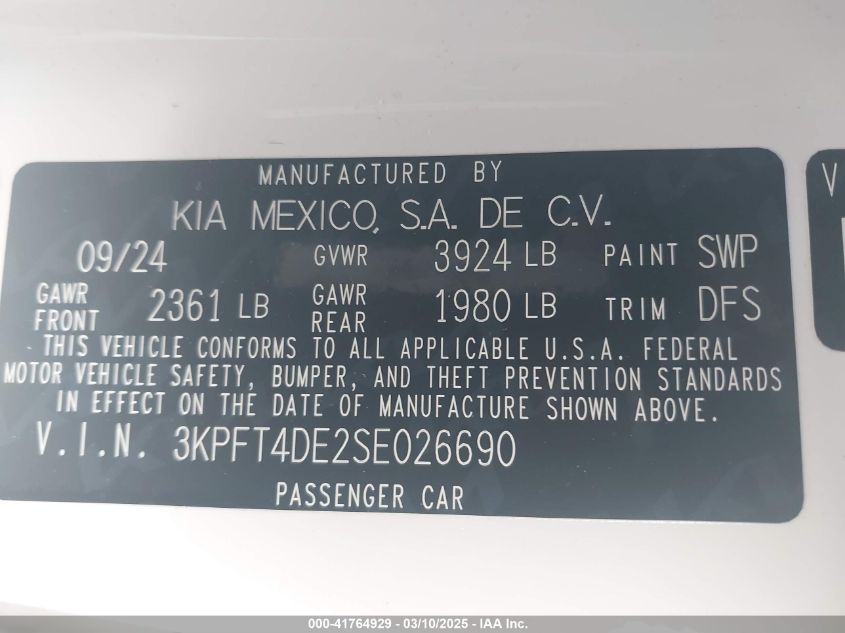 MANUFACTURED BY
KIA MEXICO, S.A. DE C.V.
09/24 GVWR 3924 LB PAINT SWP
GAWR FRONT 2361 LB GAWR REAR 1980 LB TRIM DFS
THIS VEHICLE CONFORMS TO ALL APPLICABLE U.S.A. FEDERAL
MOTOR VEHICLE SAFETY, BUMPER, AND THEFT PREVENTION STANDARDS
IN EFFECT ON THE DATE OF MANUFACTURE SHOWN ABOVE.
V.I.N. 3KPFT4DE2SE026690
PASSENGER CAR
V
000-41764929 - 03/10/2025 - IAA Inc.